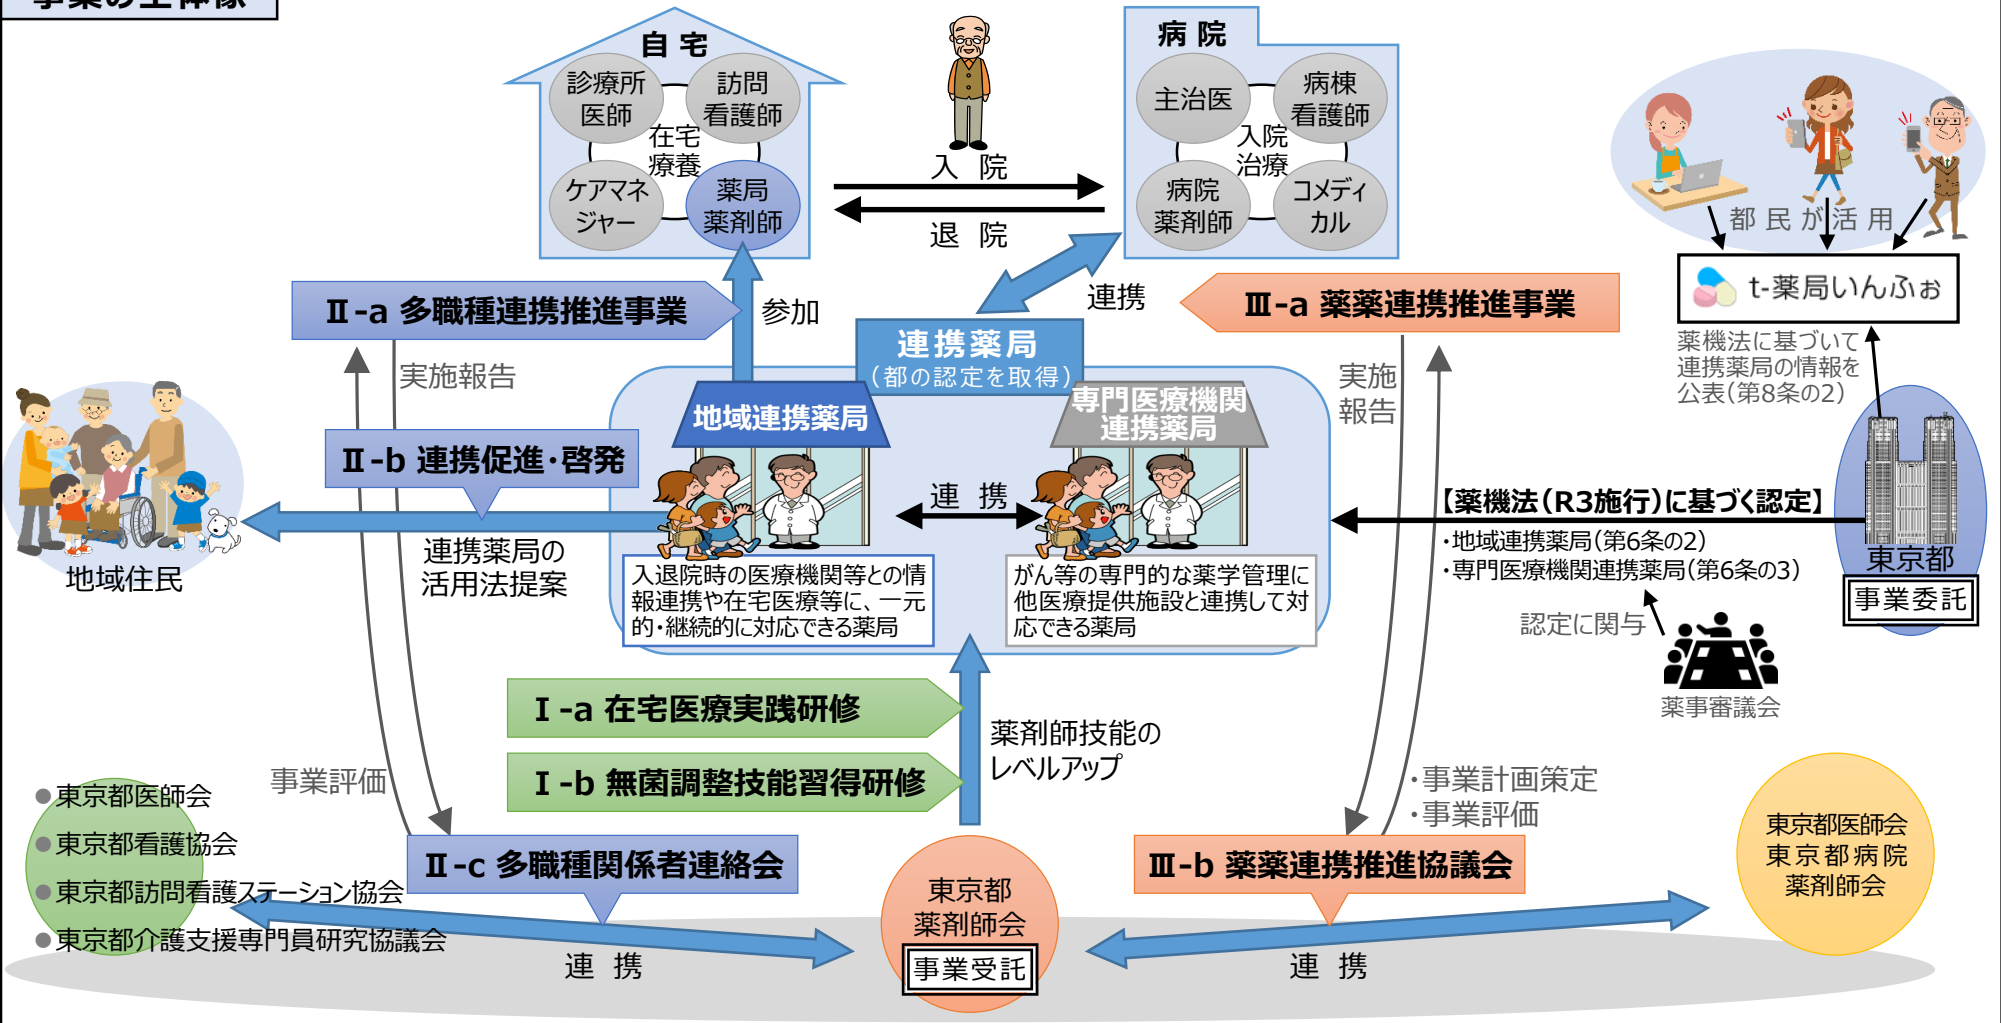 事業の全体像
自宅
診療所
医師
訪問
看護師
在宅
療養
ケアマネ
ジャー
薬局
薬剤師
入院
退院
病院
主治医
病棟
看護師
入院
治療
病院
薬剤師
コメディ
カル
都民が活用
t-薬局いんふぉ
薬機法に基づいて
連携薬局の情報を
公表(第8条の2)
Ⅱ-a 多職種連携推進事業
参加
連携
Ⅲ-a 薬薬連携推進事業
連携薬局
(都の認定を取得)
実施報告
実施
報告
地域連携薬局
専門医療機関
連携薬局
Ⅱ-b 連携促進・啓発
連携
地域住民
連携薬局の
活用法提案
入退院時の医療機関等との情
報連携や在宅医療等に、一元
的・継続的に対応できる薬局
がん等の専門的な薬学管理に
他医療提供施設と連携して対
応できる薬局
【薬機法(R3施行)に基づく認定】
・地域連携薬局(第6条の2)
・専門医療機関連携薬局(第6条の3)
東京都
事業委託
認定に関与
薬事審議会
Ⅰ-a 在宅医療実践研修
Ⅰ-b 無菌調整技能習得研修
薬剤師技能の
レベルアップ
事業評価
・事業計画策定
・事業評価
●東京都医師会
●東京都看護協会
●東京都訪問看護ステーション協会
●東京都介護支援専門員研究協議会
Ⅱ-c 多職種関係者連絡会
連携
東京都
薬剤師会
事業受託
Ⅲ-b 薬薬連携推進協議会
連携
東京都医師会
東京都病院
薬剤師会